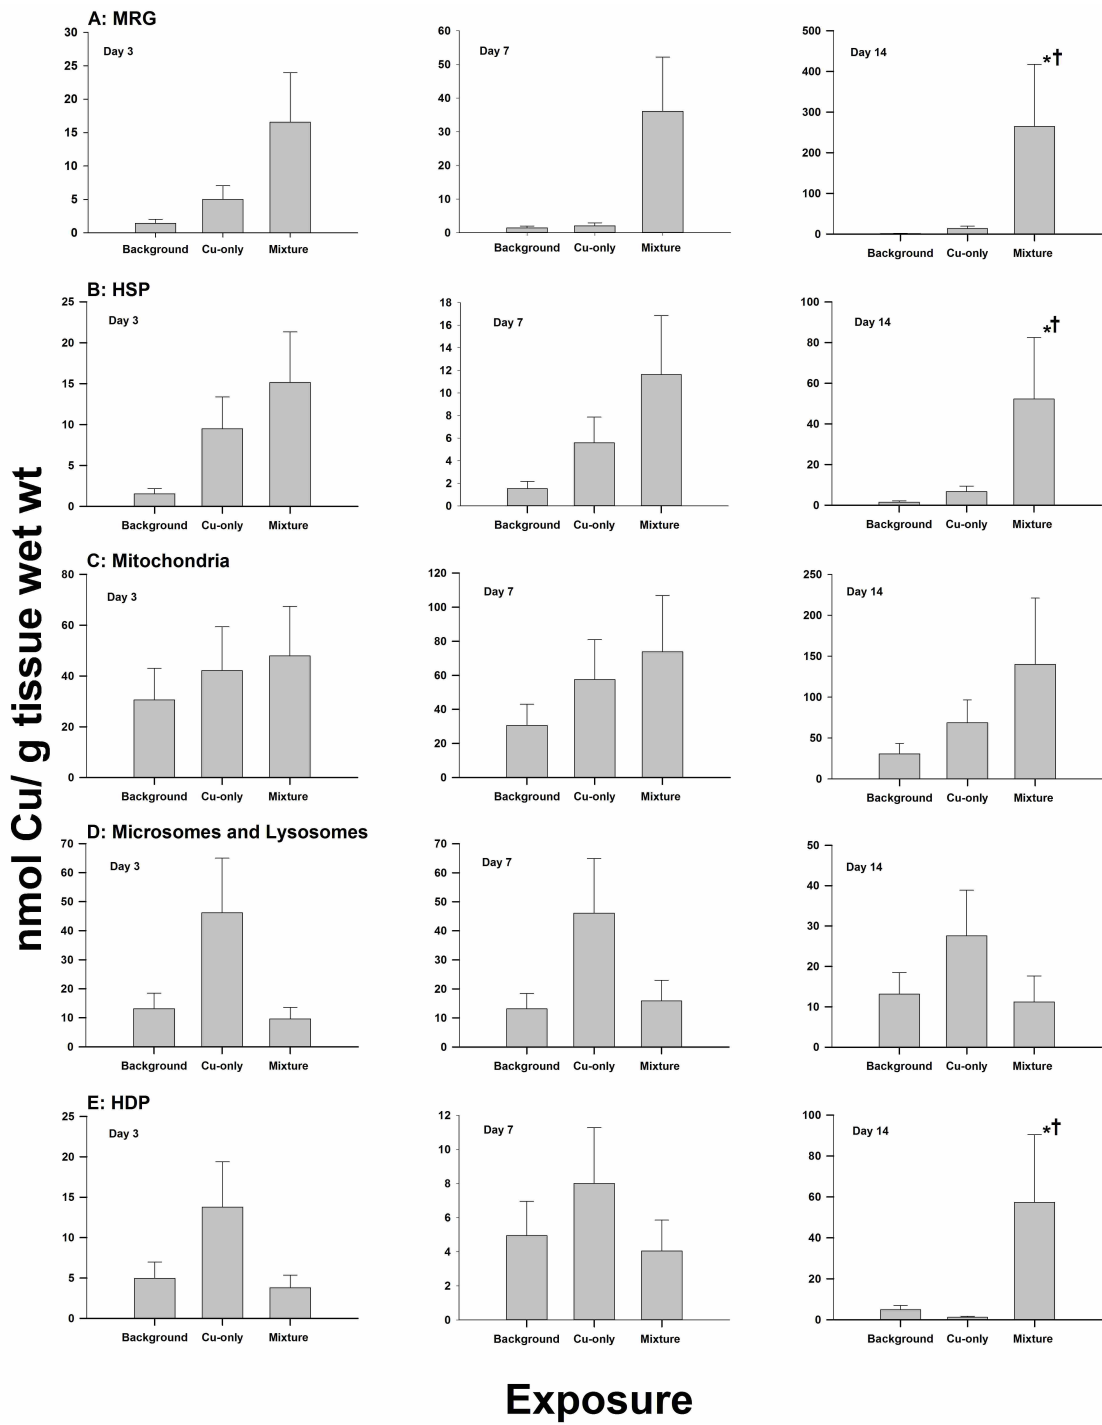 A: MRG
Day 3
30
25
20
15
10
5
0
Background Cu-only Mixture
Day 7
60
50
40
30
20
10
0
Background Cu-only Mixture
Day 14
500
400
300
200
100
0
*†
Background Cu-only Mixture
B: HSP
Day 3
25
20
15
10
5
0
Background Cu-only Mixture
Day 7
18
16
14
12
10
8
6
4
2
0
Background Cu-only Mixture
Day 14
100
80
60
40
20
0
*†
Background Cu-only Mixture
C: Mitochondria
Day 3
80
60
40
20
0
Background Cu-only Mixture
Day 7
120
100
80
60
40
20
0
Background Cu-only Mixture
Day 14
250
200
150
100
50
0
Background Cu-only Mixture
D: Microsomes and Lysosomes
Day 3
70
60
50
40
30
20
10
0
Background Cu-only Mixture
Day 7
70
60
50
40
30
20
10
0
Background Cu-only Mixture
Day 14
50
40
30
20
10
0
Background Cu-only Mixture
E: HDP
Day 3
25
20
15
10
5
0
Background Cu-only Mixture
Day 7
12
10
8
6
4
2
0
Background Cu-only Mixture
Day 14
100
80
60
40
20
0
*†
Background Cu-only Mixture
nmol Cu/ g tissue wet wt
Exposure